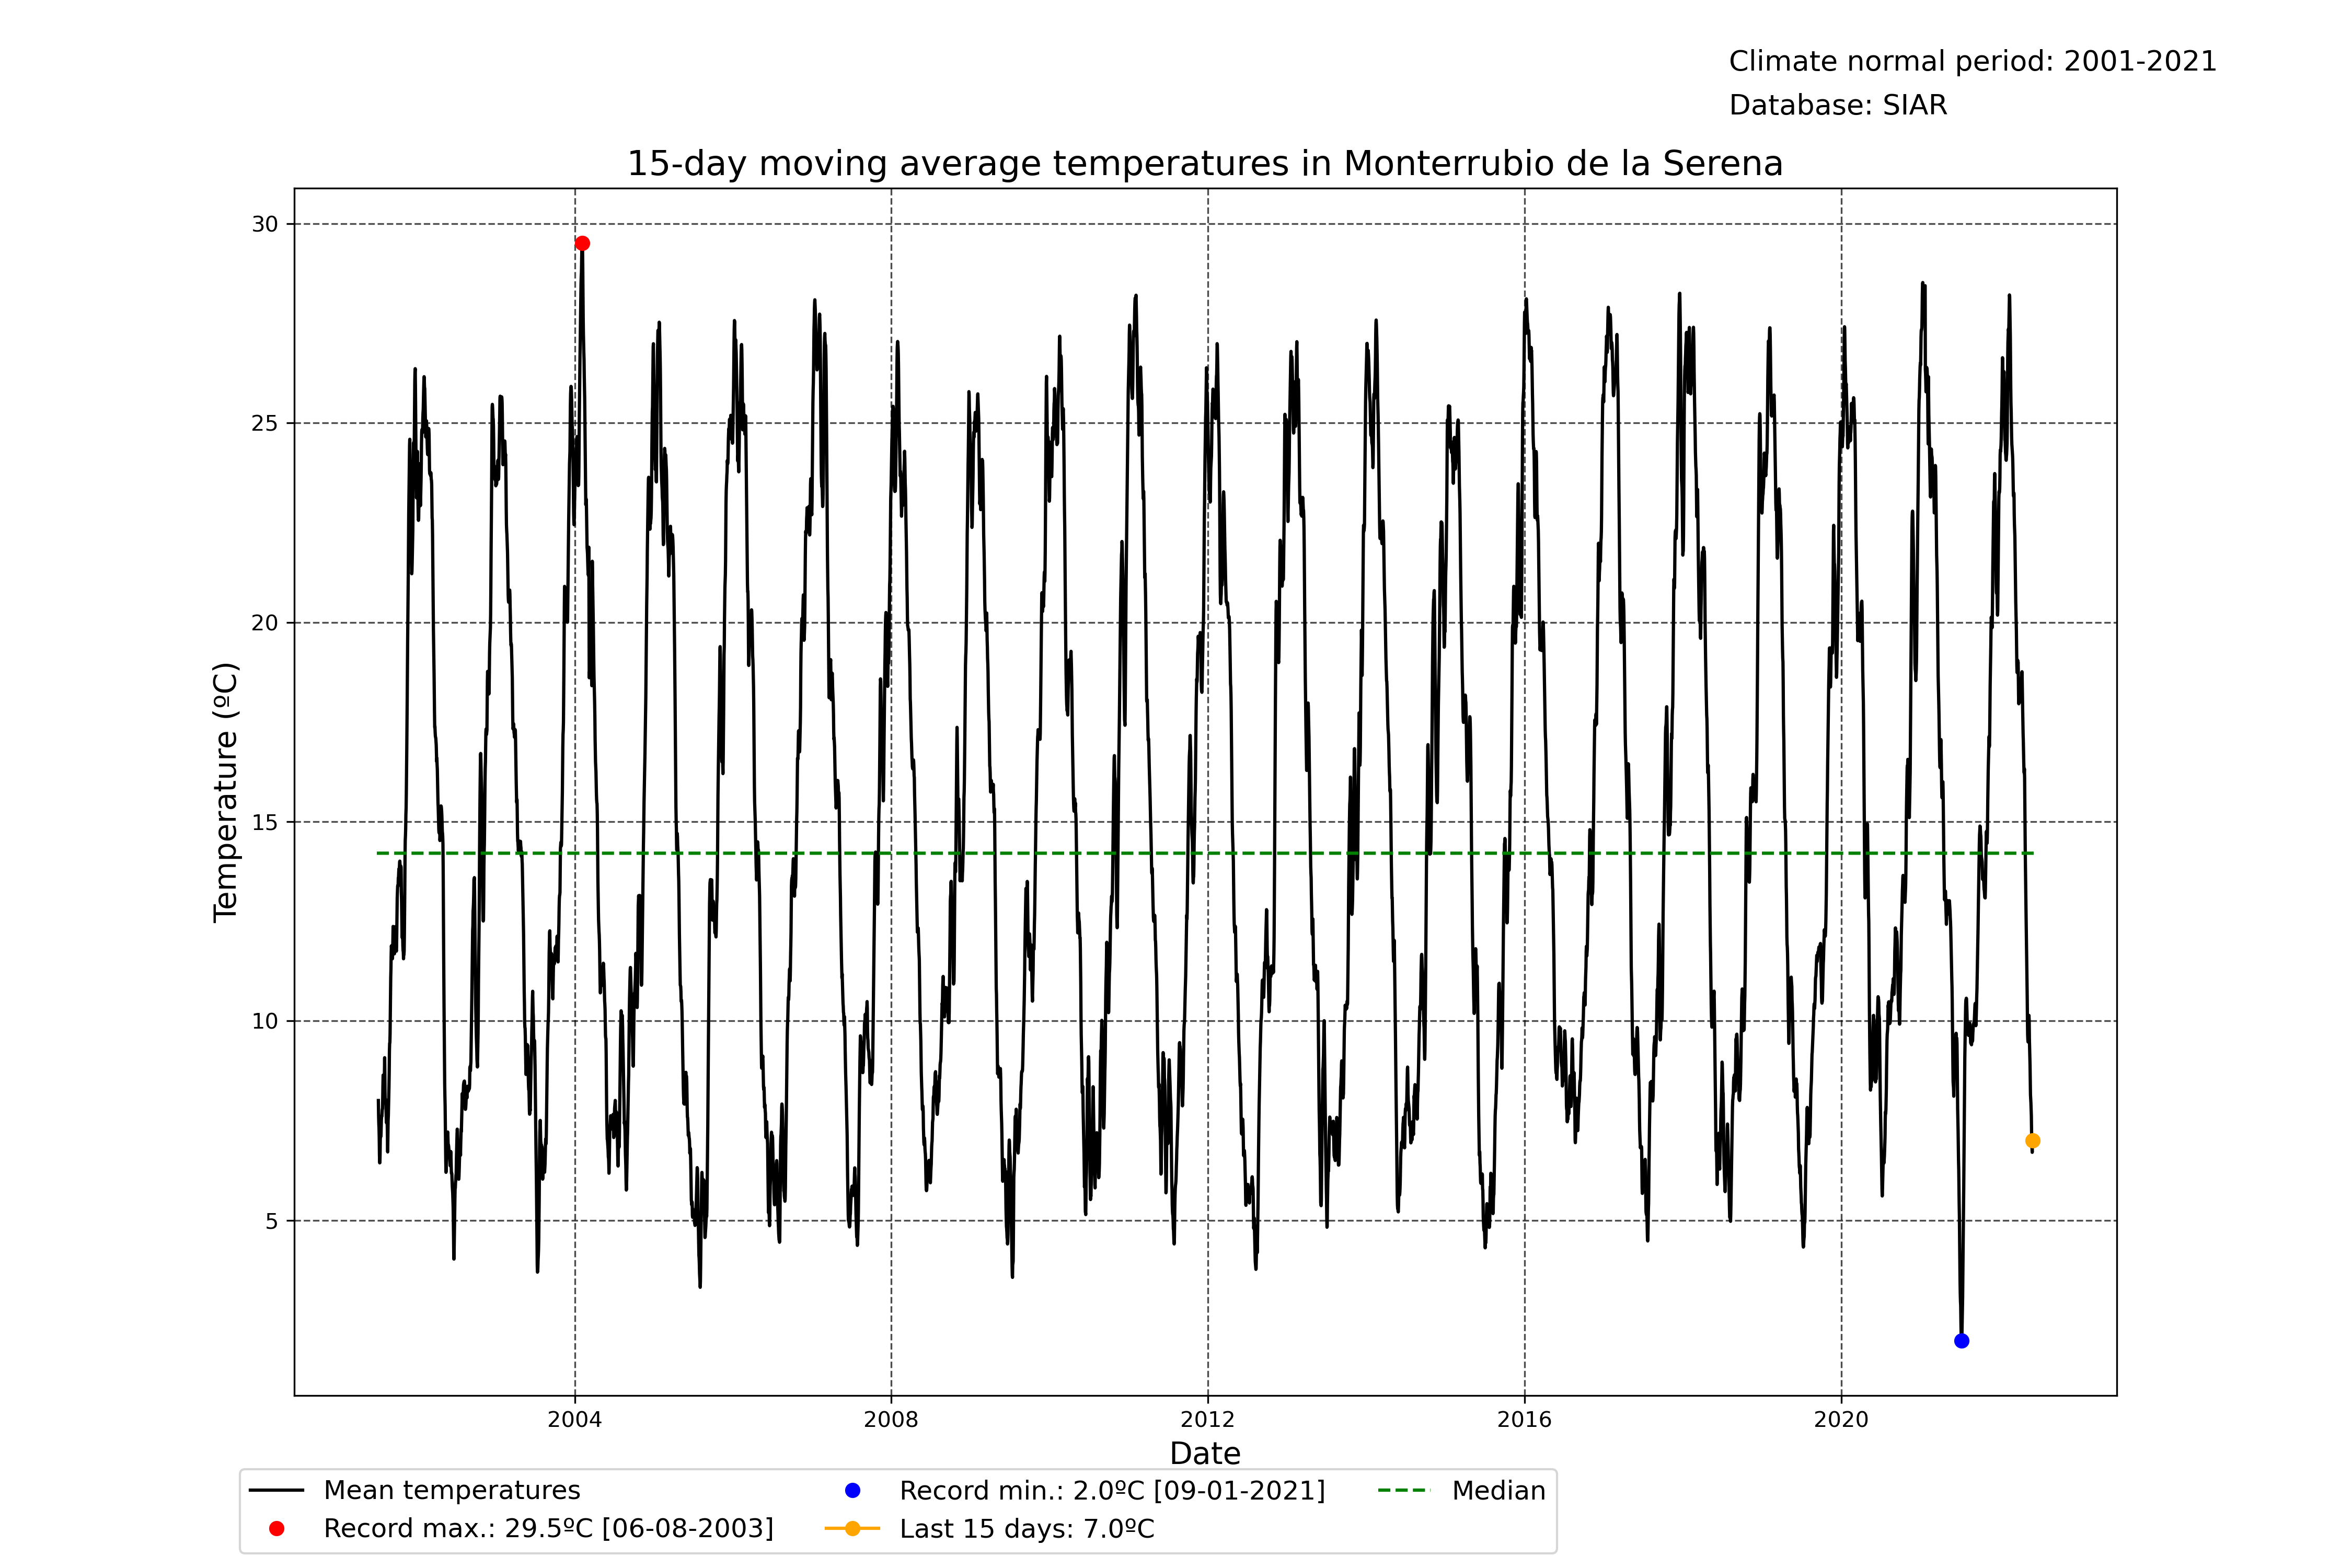 Climate normal period: 2001-2021
Database: SIAR
15-day moving average temperatures in Monterrubio de la Serena
30
25
20
15
10
5
Temperature (ºC)
2004
2008
2012
2016
2020
Date
Mean temperatures
Record max.: 29.5ºC [06-08-2003]
Record min.: 2.0ºC [09-01-2021]
Last 15 days: 7.0ºC
Median